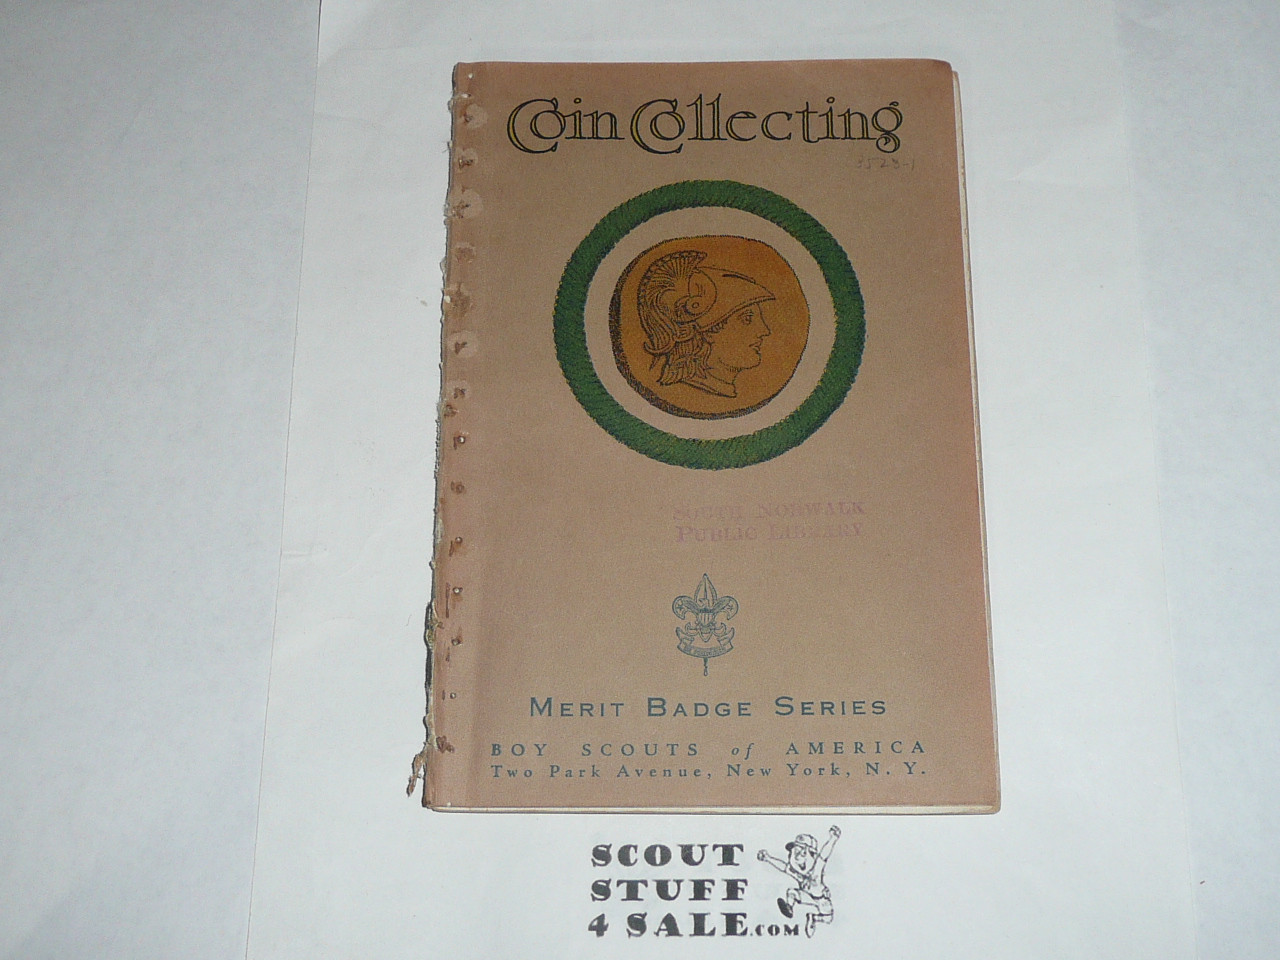 Coin Collecting
SOUTH NORWALK
PUBLIC LIBRARY
MERIT BADGE SERIES
BOY SCOUTS of AMERICA
Two Park Avenue, New York, N. Y.
SCOUT
STUFF
4 SALE.COM